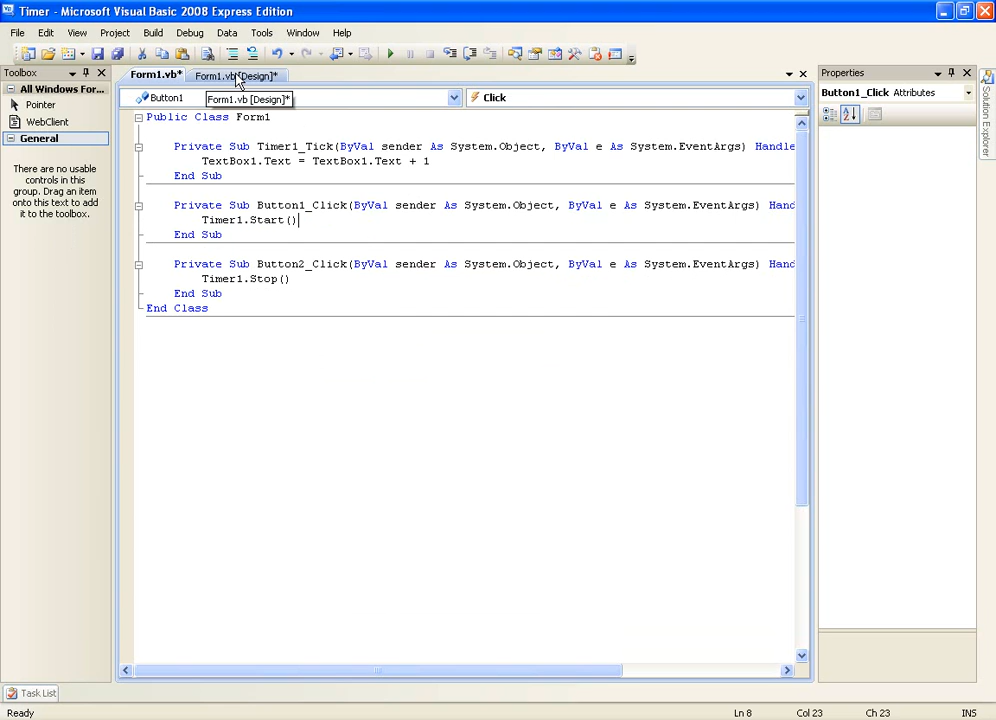 Timer - Microsoft Visual Basic 2008 Express Edition
File Edit View Project Build Debug Data Tools Window Help
Toolbox
All Windows For...
Pointer
WebClient
General
There are no usable
controls in this
group. Drag an item
onto this text to add
it to the toolbox.
Form1.vb* Form1.vb [Design]*
Form1.vb [Design]*
Button1
Click
Public Class Form1
Private Sub Timer1_Tick(ByVal sender As System.Object, ByVal e As System.EventArgs) Handle
TextBox1.Text = TextBox1.Text + 1
End Sub
Private Sub Button1_Click(ByVal sender As System.Object, ByVal e As System.EventArgs) Hand
Timer1.Start()
End Sub
Private Sub Button2_Click(ByVal sender As System.Object, ByVal e As System.EventArgs) Hand
Timer1.Stop()
End Sub
End Class
Properties
Button1_Click Attributes
Solution Explorer
Task List
Ready
Ln 8 Col 23 Ch 23 INS